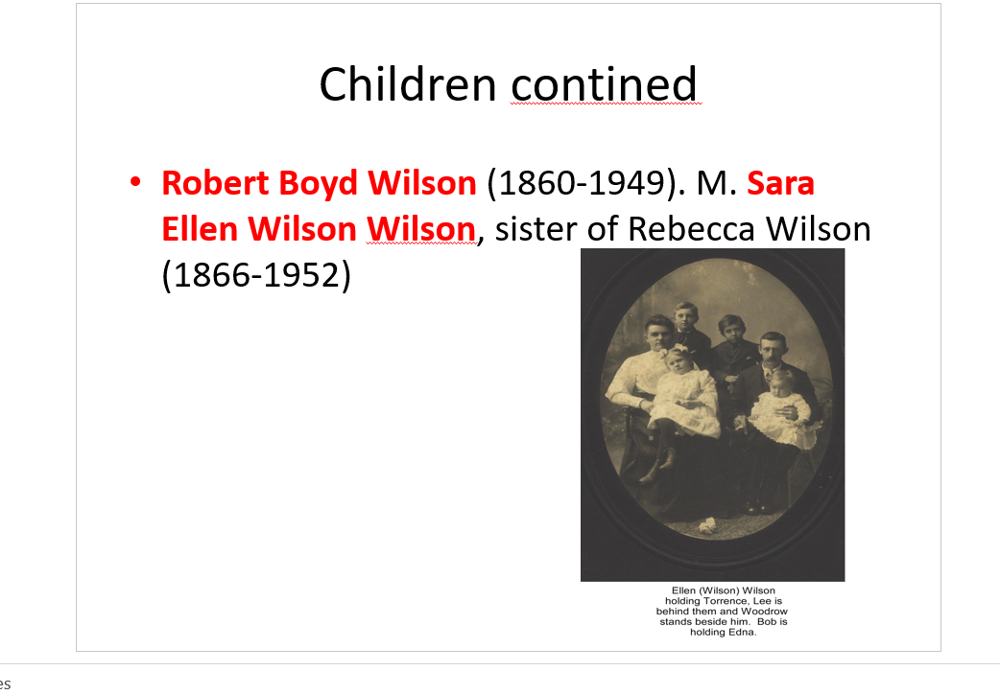 Children contined
• Robert Boyd Wilson (1860-1949). M. Sara
Ellen Wilson Wilson, sister of Rebecca Wilson
(1866-1952)
Ellen (Wilson) Wilson
holding Torrence, Lee is
behind them and Woodrow
stands beside him.  Bob is
holding Edna.
es